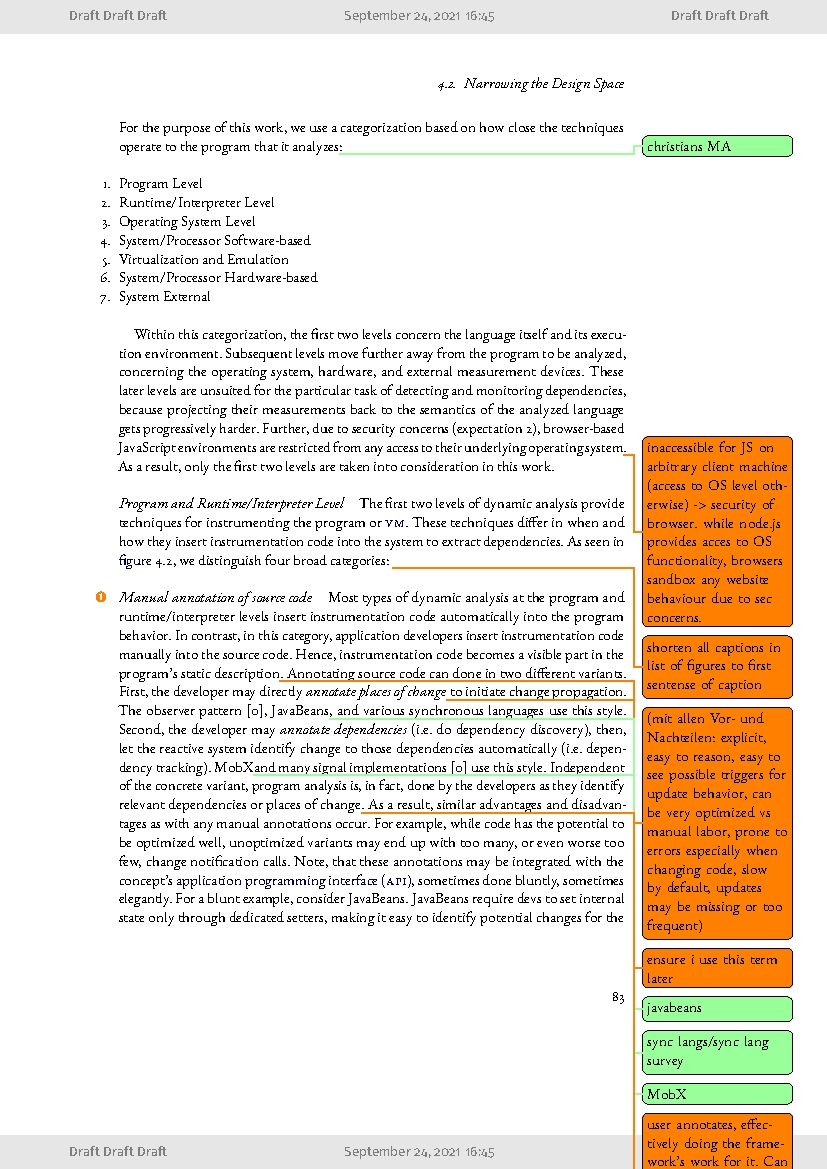 Draft Draft Draft September 24, 2021 16:45 Draft Draft Draft
4.2. Narrowing the Design Space
For the purpose of this work, we use a categorization based on how close the techniques
operate to the program that it analyzes:
christians MA
1. Program Level
2. Runtime/Interpreter Level
3. Operating System Level
4. System/Processor Software-based
5. Virtualization and Emulation
6. System/Processor Hardware-based
7. System External
Within this categorization, the first two levels concern the language itself and its execu-
tion environment. Subsequent levels move further away from the program to be analyzed,
concerning the operating system, hardware, and external measurement devices. These
later levels are unsuited for the particular task of detecting and monitoring dependencies,
because projecting their measurements back to the semantics of the analyzed language
gets progressively harder. Further, due to security concerns (expectation 2), browser-based
JavaScript environments are restricted from any access to their underlying operating system.
As a result, only the first two levels are taken into consideration in this work.
Program and Runtime/Interpreter Level The first two levels of dynamic analysis provide
techniques for instrumenting the program or VM. These techniques differ in when and
how they insert instrumentation code into the system to extract dependencies. As seen in
figure 4.2, we distinguish four broad categories:
Manual annotation of source code Most types of dynamic analysis at the program and
runtime/interpreter levels insert instrumentation code automatically into the program
behavior. In contrast, in this category, application developers insert instrumentation code
manually into the source code. Hence, instrumentation code becomes a visible part in the
program's static description. Annotating source code can done in two different variants.
First, the developer may directly annotate places of change to initiate change propagation.
The observer pattern [0], JavaBeans, and various synchronous languages use this style.
Second, the developer may annotate dependencies (i.e. do dependency discovery), then,
let the reactive system identify change to those dependencies automatically (i.e. depen-
dency tracking). MobXand many signal implementations [0] use this style. Independent
of the concrete variant, program analysis is, in fact, done by the developers as they identify
relevant dependencies or places of change. As a result, similar advantages and disadvan-
tages as with any manual annotations occur. For example, while code has the potential to
be optimized well, unoptimized variants may end up with too many, or even worse too
few, change notification calls. Note, that these annotations may be integrated with the
concept's application programming interface (API), sometimes done bluntly, sometimes
elegantly. For a blunt example, consider JavaBeans. JavaBeans require devs to set internal
state only through dedicated setters, making it easy to identify potential changes for the
83
inaccessible for JS on
arbitrary client machine
(access to OS level oth-
erwise) -> security of
browser. while node.js
provides acces to OS
functionality, browsers
sandbox any website
behaviour due to sec
concerns.
shorten all captions in
list of figures to first
sentense of caption
(mit allen Vor- und
Nachteilen: explicit,
easy to reason, easy to
see possible triggers for
update behavior, can
be very optimized vs
manual labor, prone to
errors especially when
changing code, slow
by default, updates
may be missing or too
frequent)
ensure i use this term
later
javabeans
sync langs/sync lang
survey
MobX
user annotates, effec-
tively doing the frame-
work's work for it. Can
Draft Draft Draft September 24, 2021 16:45